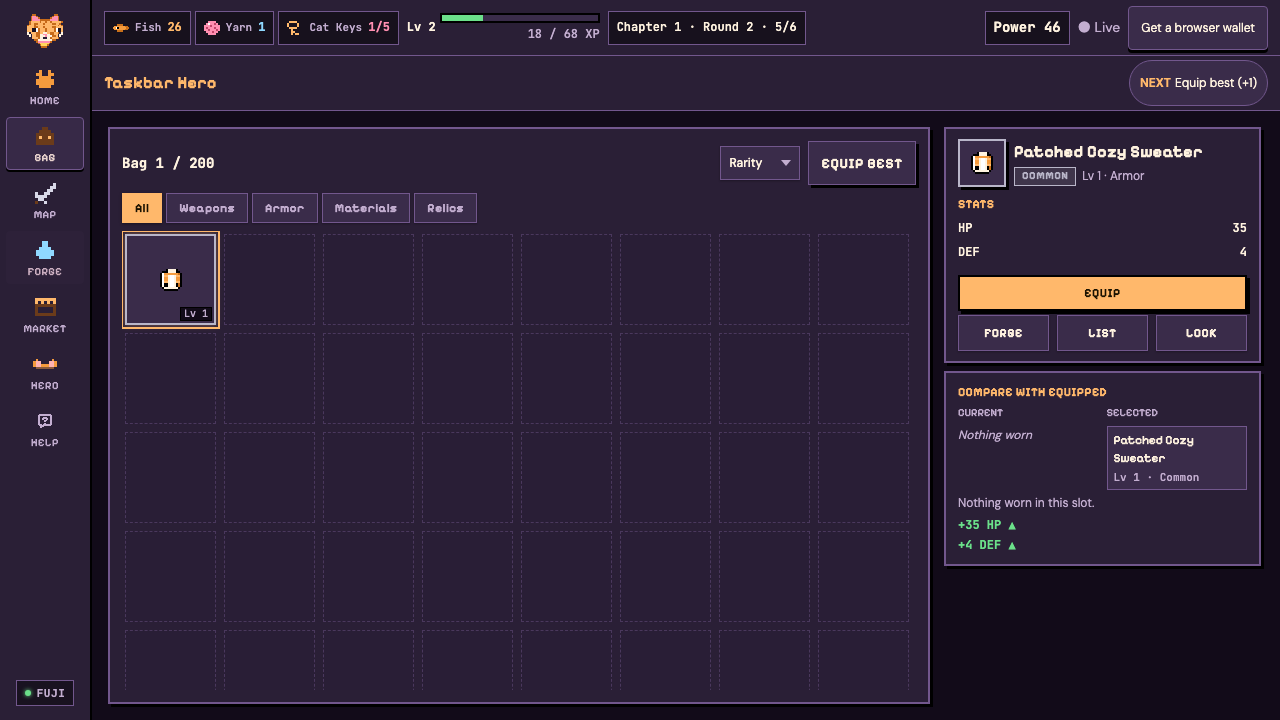 Fish 26
Yarn 1
Cat Keys 1/5
Lv 2
18 / 68 XP
Chapter 1 · Round 2 · 5/6
Power 46
Live
Get a browser wallet
Taskbar Hero
NEXT Equip best (+1)
HOME
BAG
MAP
FORGE
MARKET
HERO
HELP
FUJI
Bag 1 / 200
Rarity
EQUIP BEST
All
Weapons
Armor
Materials
Relics
Lv 1
Patched Cozy Sweater
COMMON
Lv 1 · Armor
STATS
HP 35
DEF 4
EQUIP
FORGE
LIST
LOOK
COMPARE WITH EQUIPPED
CURRENT
SELECTED
Nothing worn
Patched Cozy
Sweater
Lv 1 · Common
Nothing worn in this slot.
+35 HP ▲
+4 DEF ▲